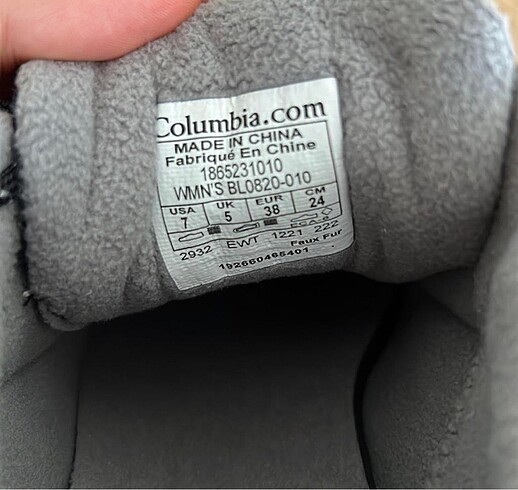 Columbia.com
MADE IN CHINA
Fabriqué En Chine
1865231010
WMN'S BL0820-010
USA UK EUR CM
7 5 38 24
2932 EWT 1221 222
Faux Fur
192660465401